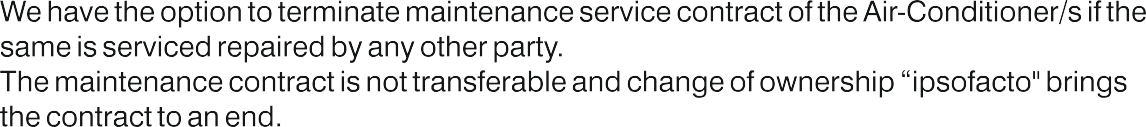 We have the option to terminate maintenance service contract of the Air-Conditioner/s if the
same is serviced repaired by any other party.
The maintenance contract is not transferable and change of ownership “ipsofacto" brings
the contract to an end.